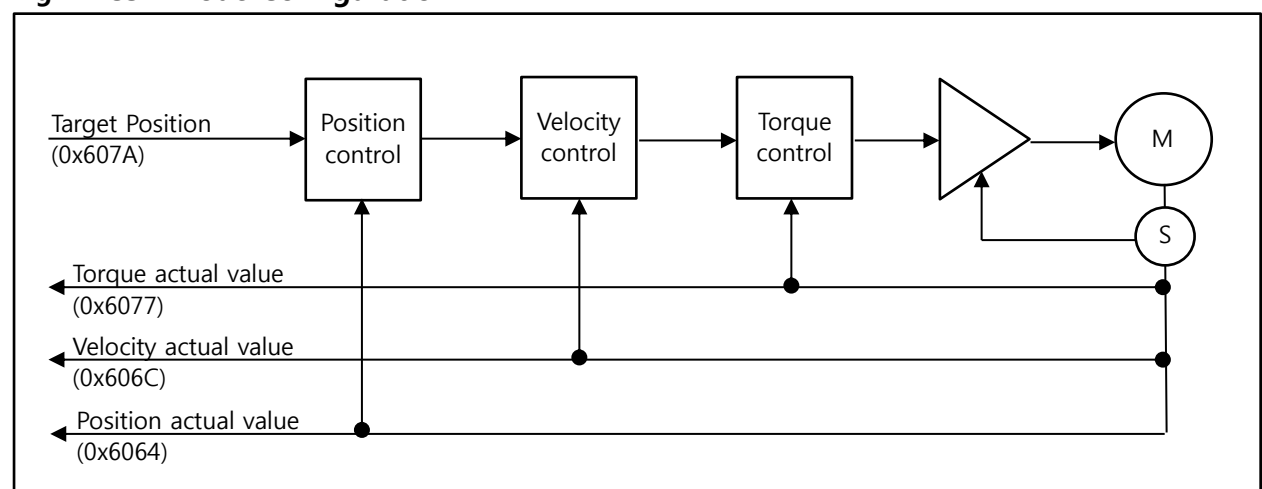 Target Position
(0x607A)
Position
control
Velocity
control
Torque
control
M
S
Torque actual value
(0x6077)
Velocity actual value
(0x606C)
Position actual value
(0x6064)